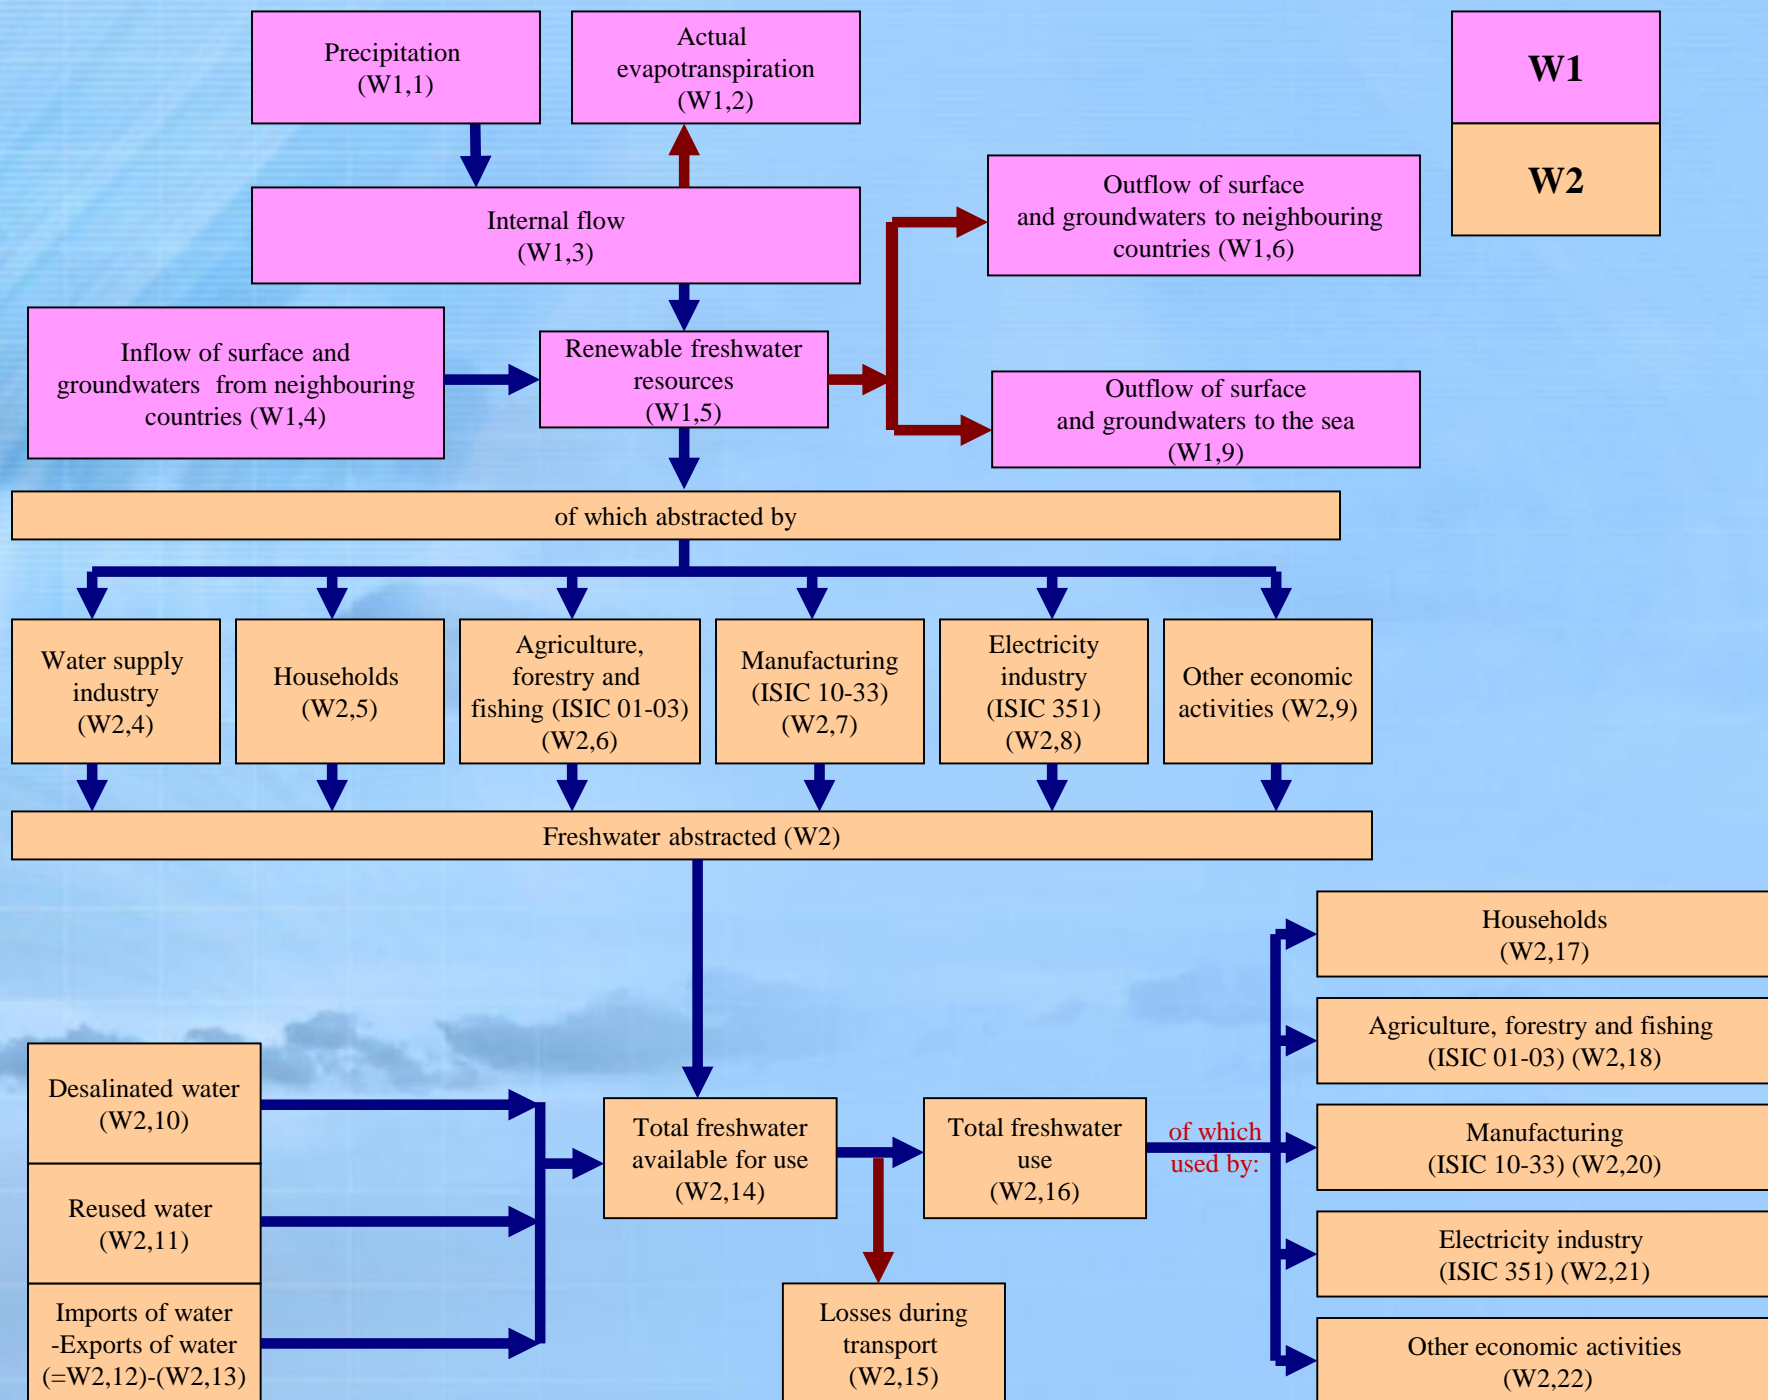 Precipitation
(W1,1)
Actual
evapotranspiration
(W1,2)
W1
W2
Internal flow
(W1,3)
Outflow of surface
and groundwaters to neighbouring
countries (W1,6)
Inflow of surface and
groundwaters from neighbouring
countries (W1,4)
Renewable freshwater
resources
(W1,5)
Outflow of surface
and groundwaters to the sea
(W1,9)
of which abstracted by
Water supply
industry
(W2,4)
Households
(W2,5)
Agriculture,
forestry and
fishing (ISIC 01-03)
(W2,6)
Manufacturing
(ISIC 10-33)
(W2,7)
Electricity
industry
(ISIC 351)
(W2,8)
Other economic
activities (W2,9)
Freshwater abstracted (W2)
Desalinated water
(W2,10)
Reused water
(W2,11)
Imports of water
-Exports of water
(=W2,12)-(W2,13)
Total freshwater
available for use
(W2,14)
Losses during
transport
(W2,15)
Total freshwater
use
(W2,16)
of which
used by:
Households
(W2,17)
Agriculture, forestry and fishing
(ISIC 01-03) (W2,18)
Manufacturing
(ISIC 10-33) (W2,20)
Electricity industry
(ISIC 351) (W2,21)
Other economic activities
(W2,22)